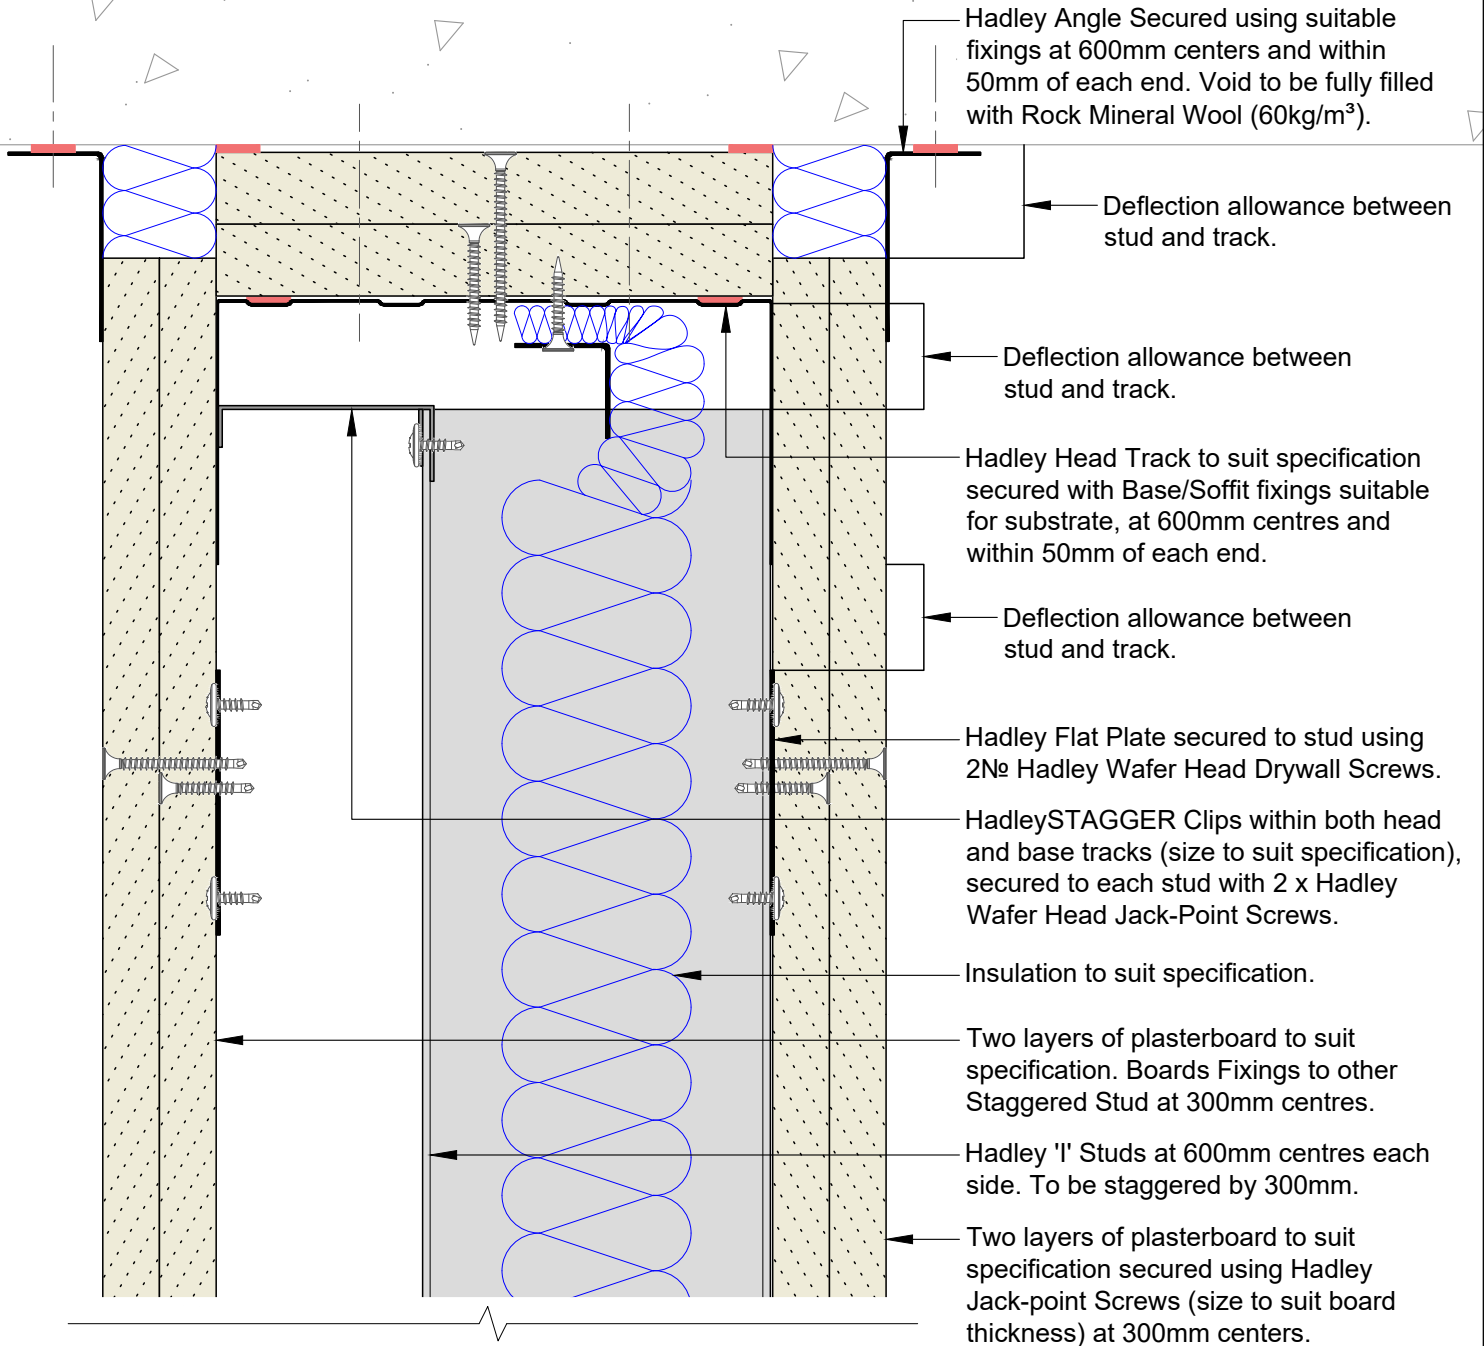 Hadley Angle Secured using suitable
fixings at 600mm centers and within
50mm of each end. Void to be fully filled
with Rock Mineral Wool (60kg/m³).
Deflection allowance between
stud and track.
Deflection allowance between
stud and track.
Hadley Head Track to suit specification
secured with Base/Soffit fixings suitable
for substrate, at 600mm centres and
within 50mm of each end.
Deflection allowance between
stud and track.
Hadley Flat Plate secured to stud using
2№ Hadley Wafer Head Drywall Screws.
HadleySTAGGER Clips within both head
and base tracks (size to suit specification),
secured to each stud with 2 x Hadley
Wafer Head Jack-Point Screws.
Insulation to suit specification.
Two layers of plasterboard to suit
specification. Boards Fixings to other
Staggered Stud at 300mm centres.
Hadley 'I' Studs at 600mm centres each
side. To be staggered by 300mm.
Two layers of plasterboard to suit
specification secured using Hadley
Jack-point Screws (size to suit board
thickness) at 300mm centers.